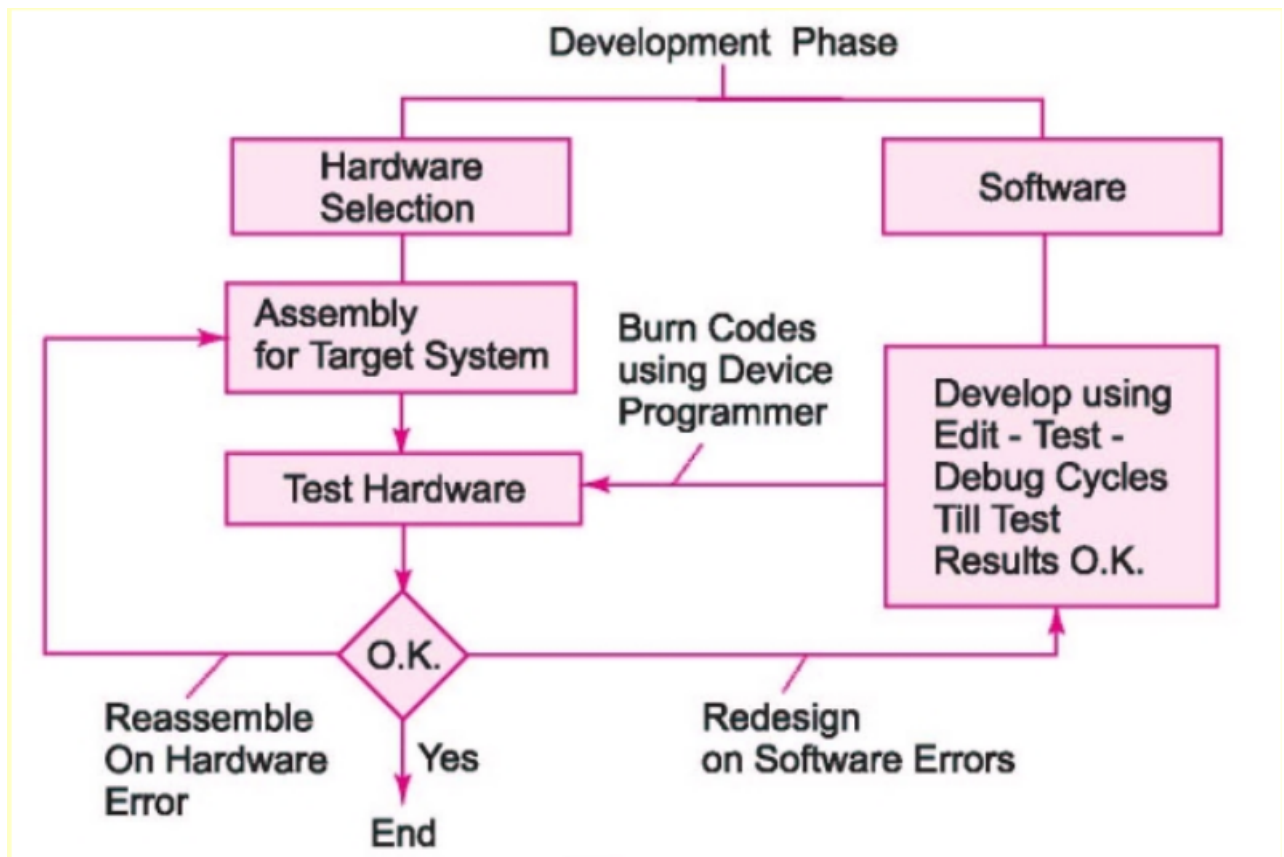 Development Phase
Hardware
Selection
Software
Assembly
for Target System
Burn Codes
using Device
Programmer
Develop using
Edit - Test -
Debug Cycles
Till Test
Results O.K.
Test Hardware
O.K.
Reassemble
On Hardware
Error
Yes
Redesign
on Software Errors
End